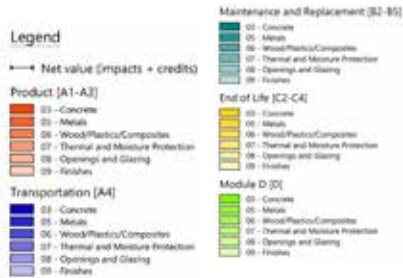 Legend
Net value (impacts + credits)
Product [A1-A3]
03 - Concrete
05 - Metals
06 - Wood/Plastics/Composites
07 - Thermal and Moisture Protection
08 - Openings and Glazing
09 - Finishes
Transportation [A4]
03 - Concrete
05 - Metals
06 - Wood/Plastics/Composites
07 - Thermal and Moisture Protection
08 - Openings and Glazing
09 - Finishes
Maintenance and Replacement [B2-B5]
03 - Concrete
05 - Metals
06 - Wood/Plastics/Composites
07 - Thermal and Moisture Protection
08 - Openings and Glazing
09 - Finishes
End of Life [C2-C4]
03 - Concrete
05 - Metals
06 - Wood/Plastics/Composites
07 - Thermal and Moisture Protection
08 - Openings and Glazing
09 - Finishes
Module D [D]
03 - Concrete
05 - Metals
06 - Wood/Plastics/Composites
07 - Thermal and Moisture Protection
08 - Openings and Glazing
09 - Finishes